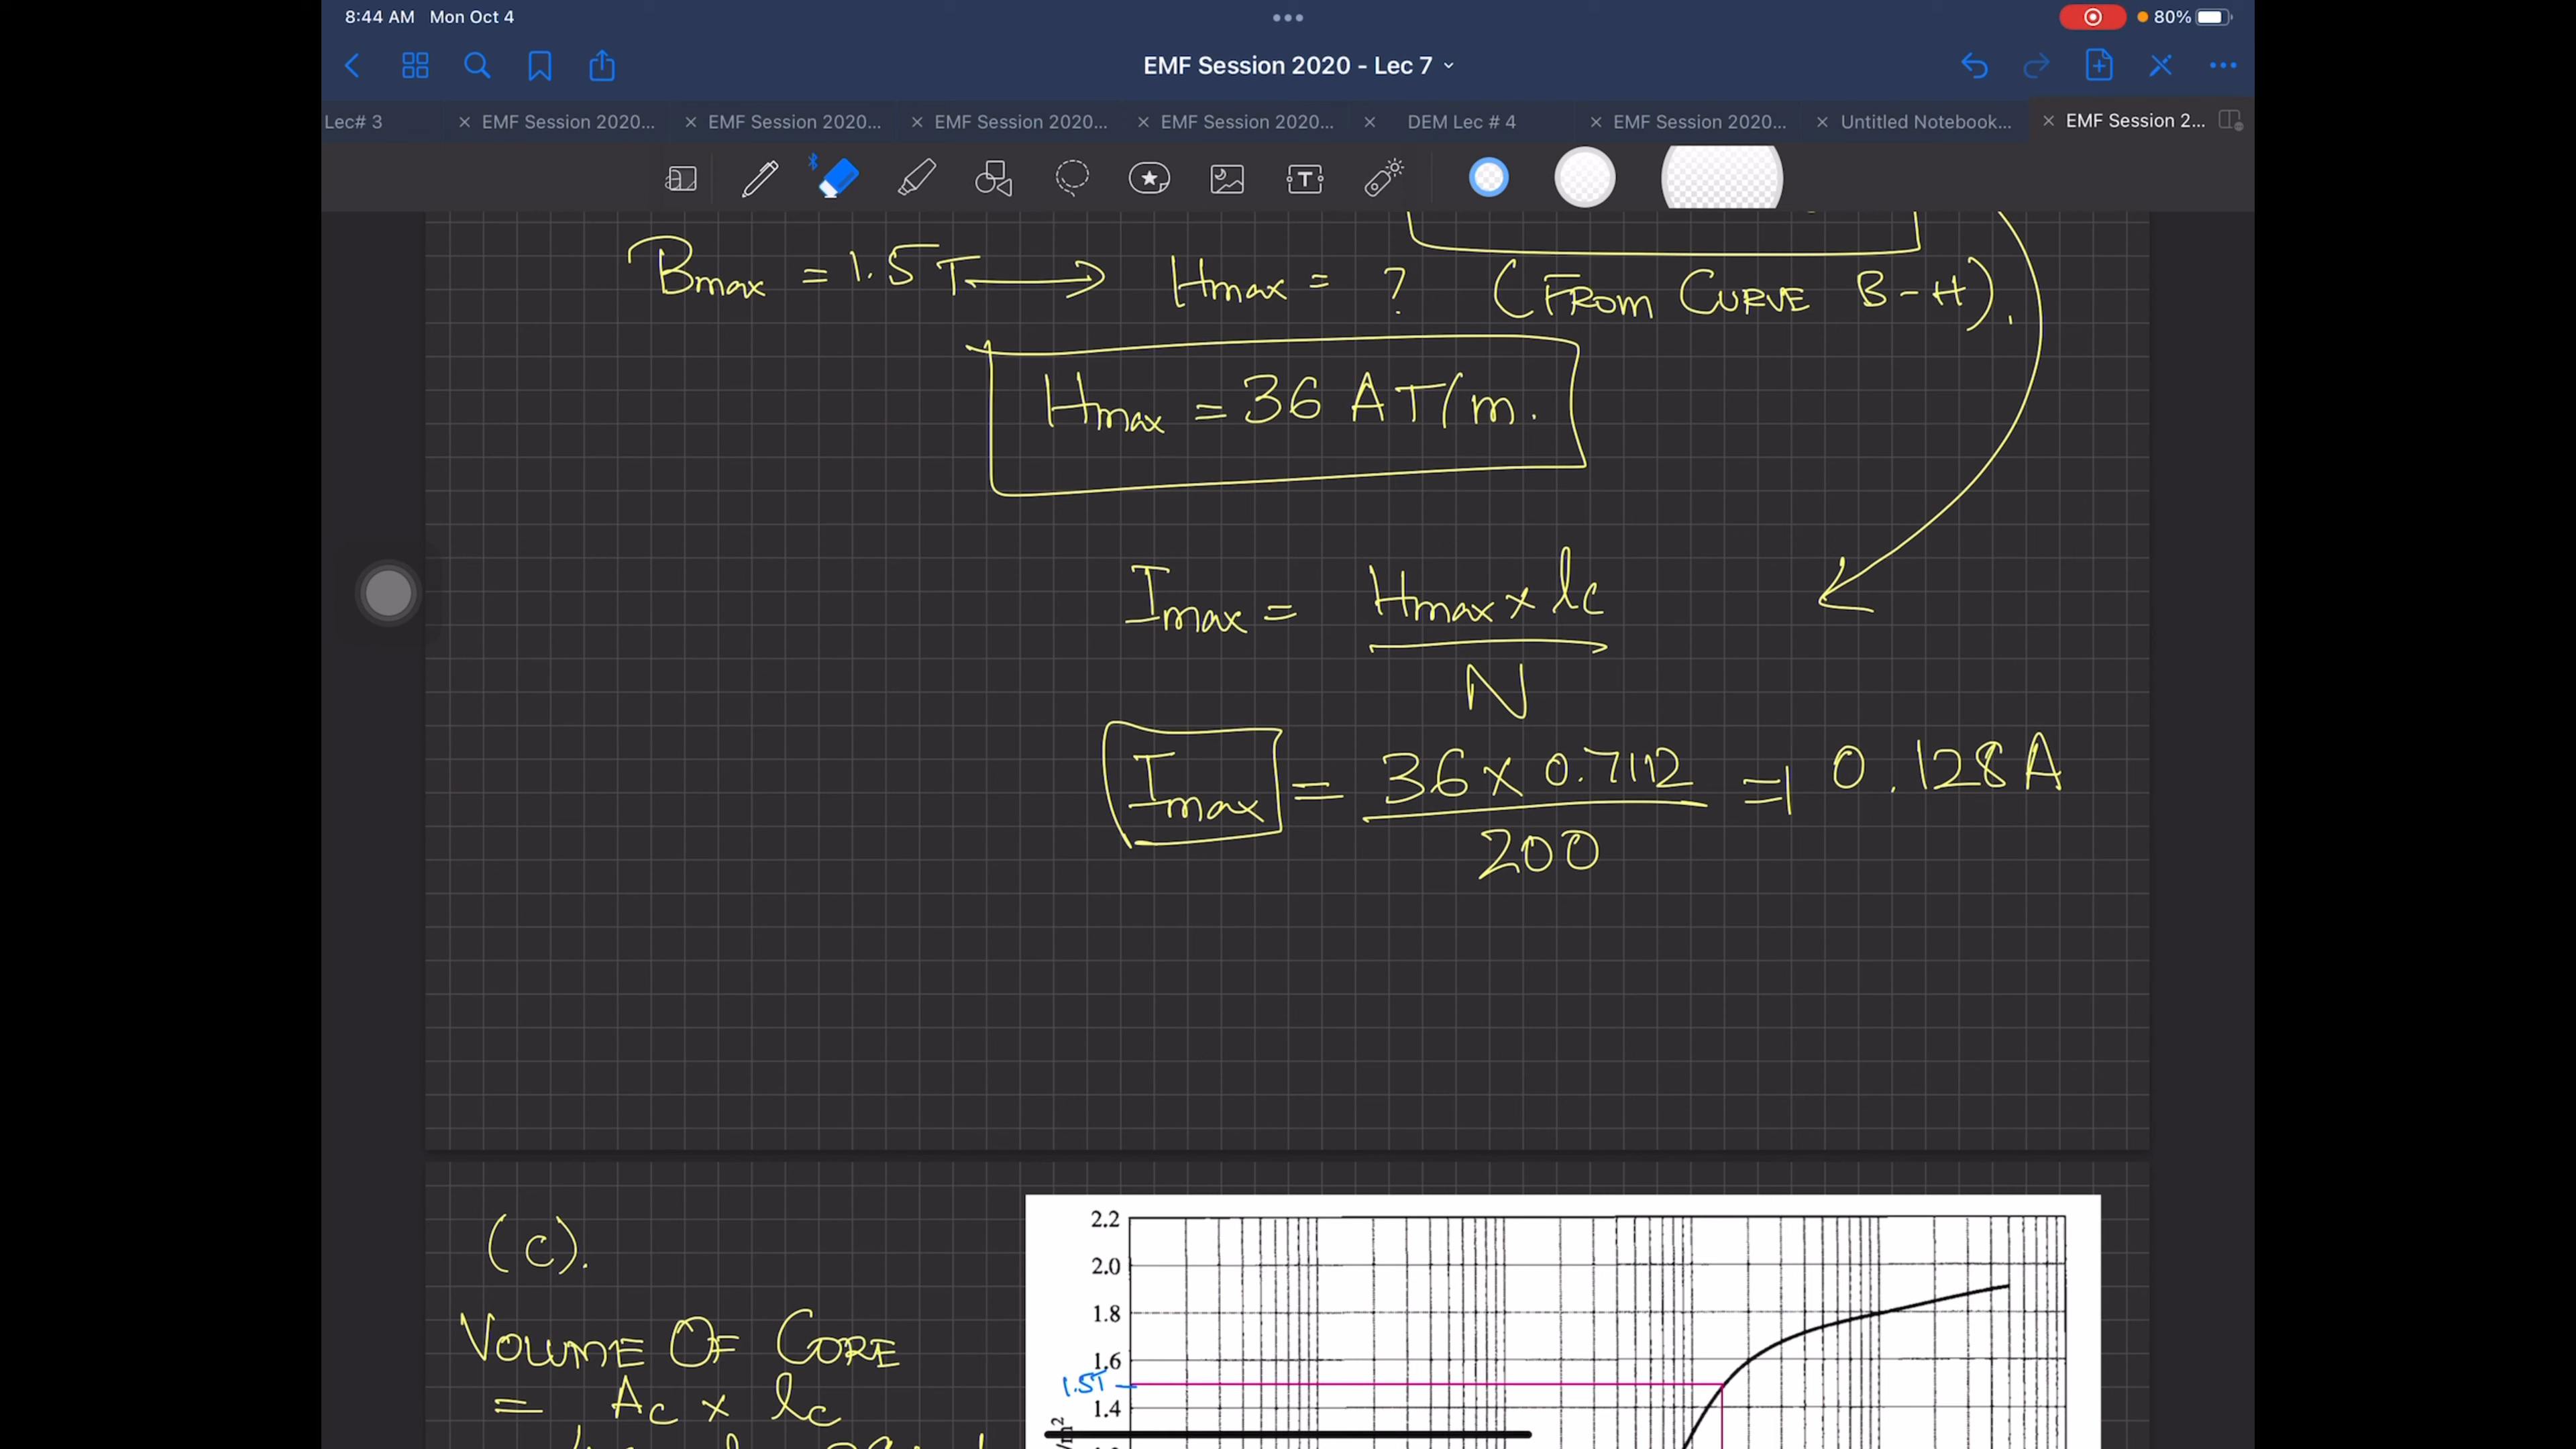 8:44 AM Mon Oct 4
80%
EMF Session 2020 - Lec 7
Lec# 3
EMF Session 2020...
EMF Session 2020...
EMF Session 2020...
EMF Session 2020...
DEM Lec # 4
EMF Session 2020...
Untitled Notebook...
EMF Session 2...
Bmax = 1.5 T → Hmax = ? (FROM CURVE B-H).
Hmax = 36 AT/m.
Imax = Hmax × lc
N
Imax = 36 × 0.7112 = 0.128 A
200
(c).
VOLUME OF CORE
= Ac × lc
2.2
2.0
1.8
1.6
1.5T
1.4
/m²